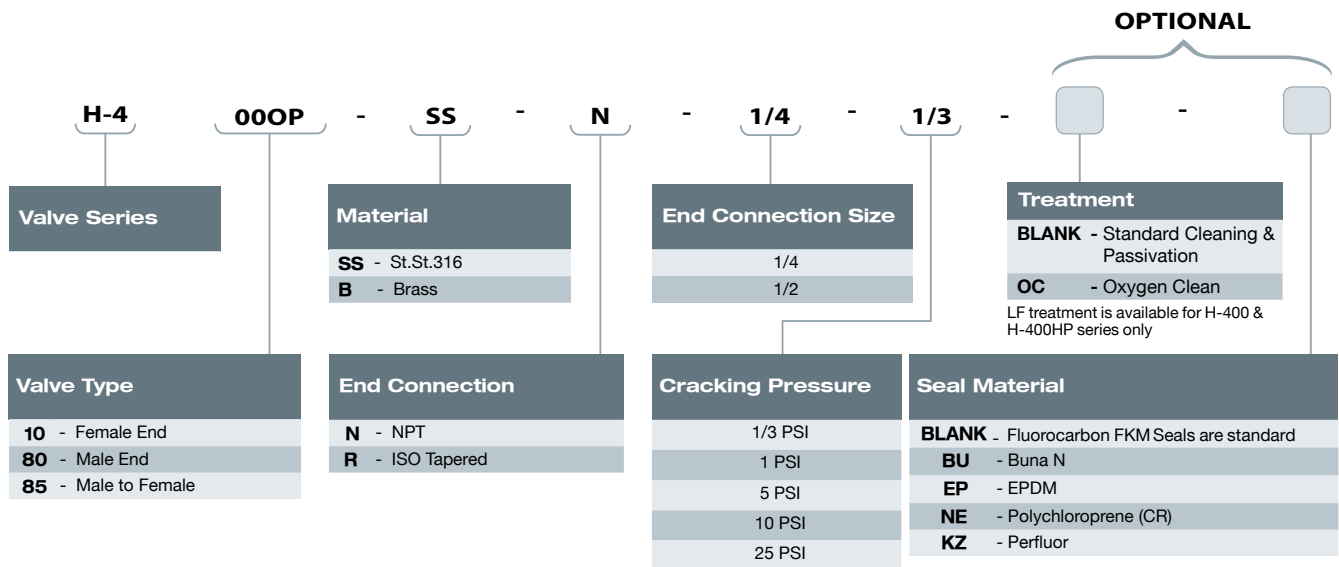 OPTIONAL
H-4 00OP - SS - N - 1/4 - 1/3 - -
Valve Series
Material
SS - St.St.316
B - Brass
End Connection Size
1/4
1/2
Treatment
BLANK - Standard Cleaning &
Passivation
OC - Oxygen Clean
LF treatment is available for H-400 &
H-400HP series only
Valve Type
10 - Female End
80 - Male End
85 - Male to Female
End Connection
N - NPT
R - ISO Tapered
Cracking Pressure
1/3 PSI
1 PSI
5 PSI
10 PSI
25 PSI
Seal Material
BLANK - Fluorocarbon FKM Seals are standard
BU - Buna N
EP - EPDM
NE - Polychloroprene (CR)
KZ - Perfluor